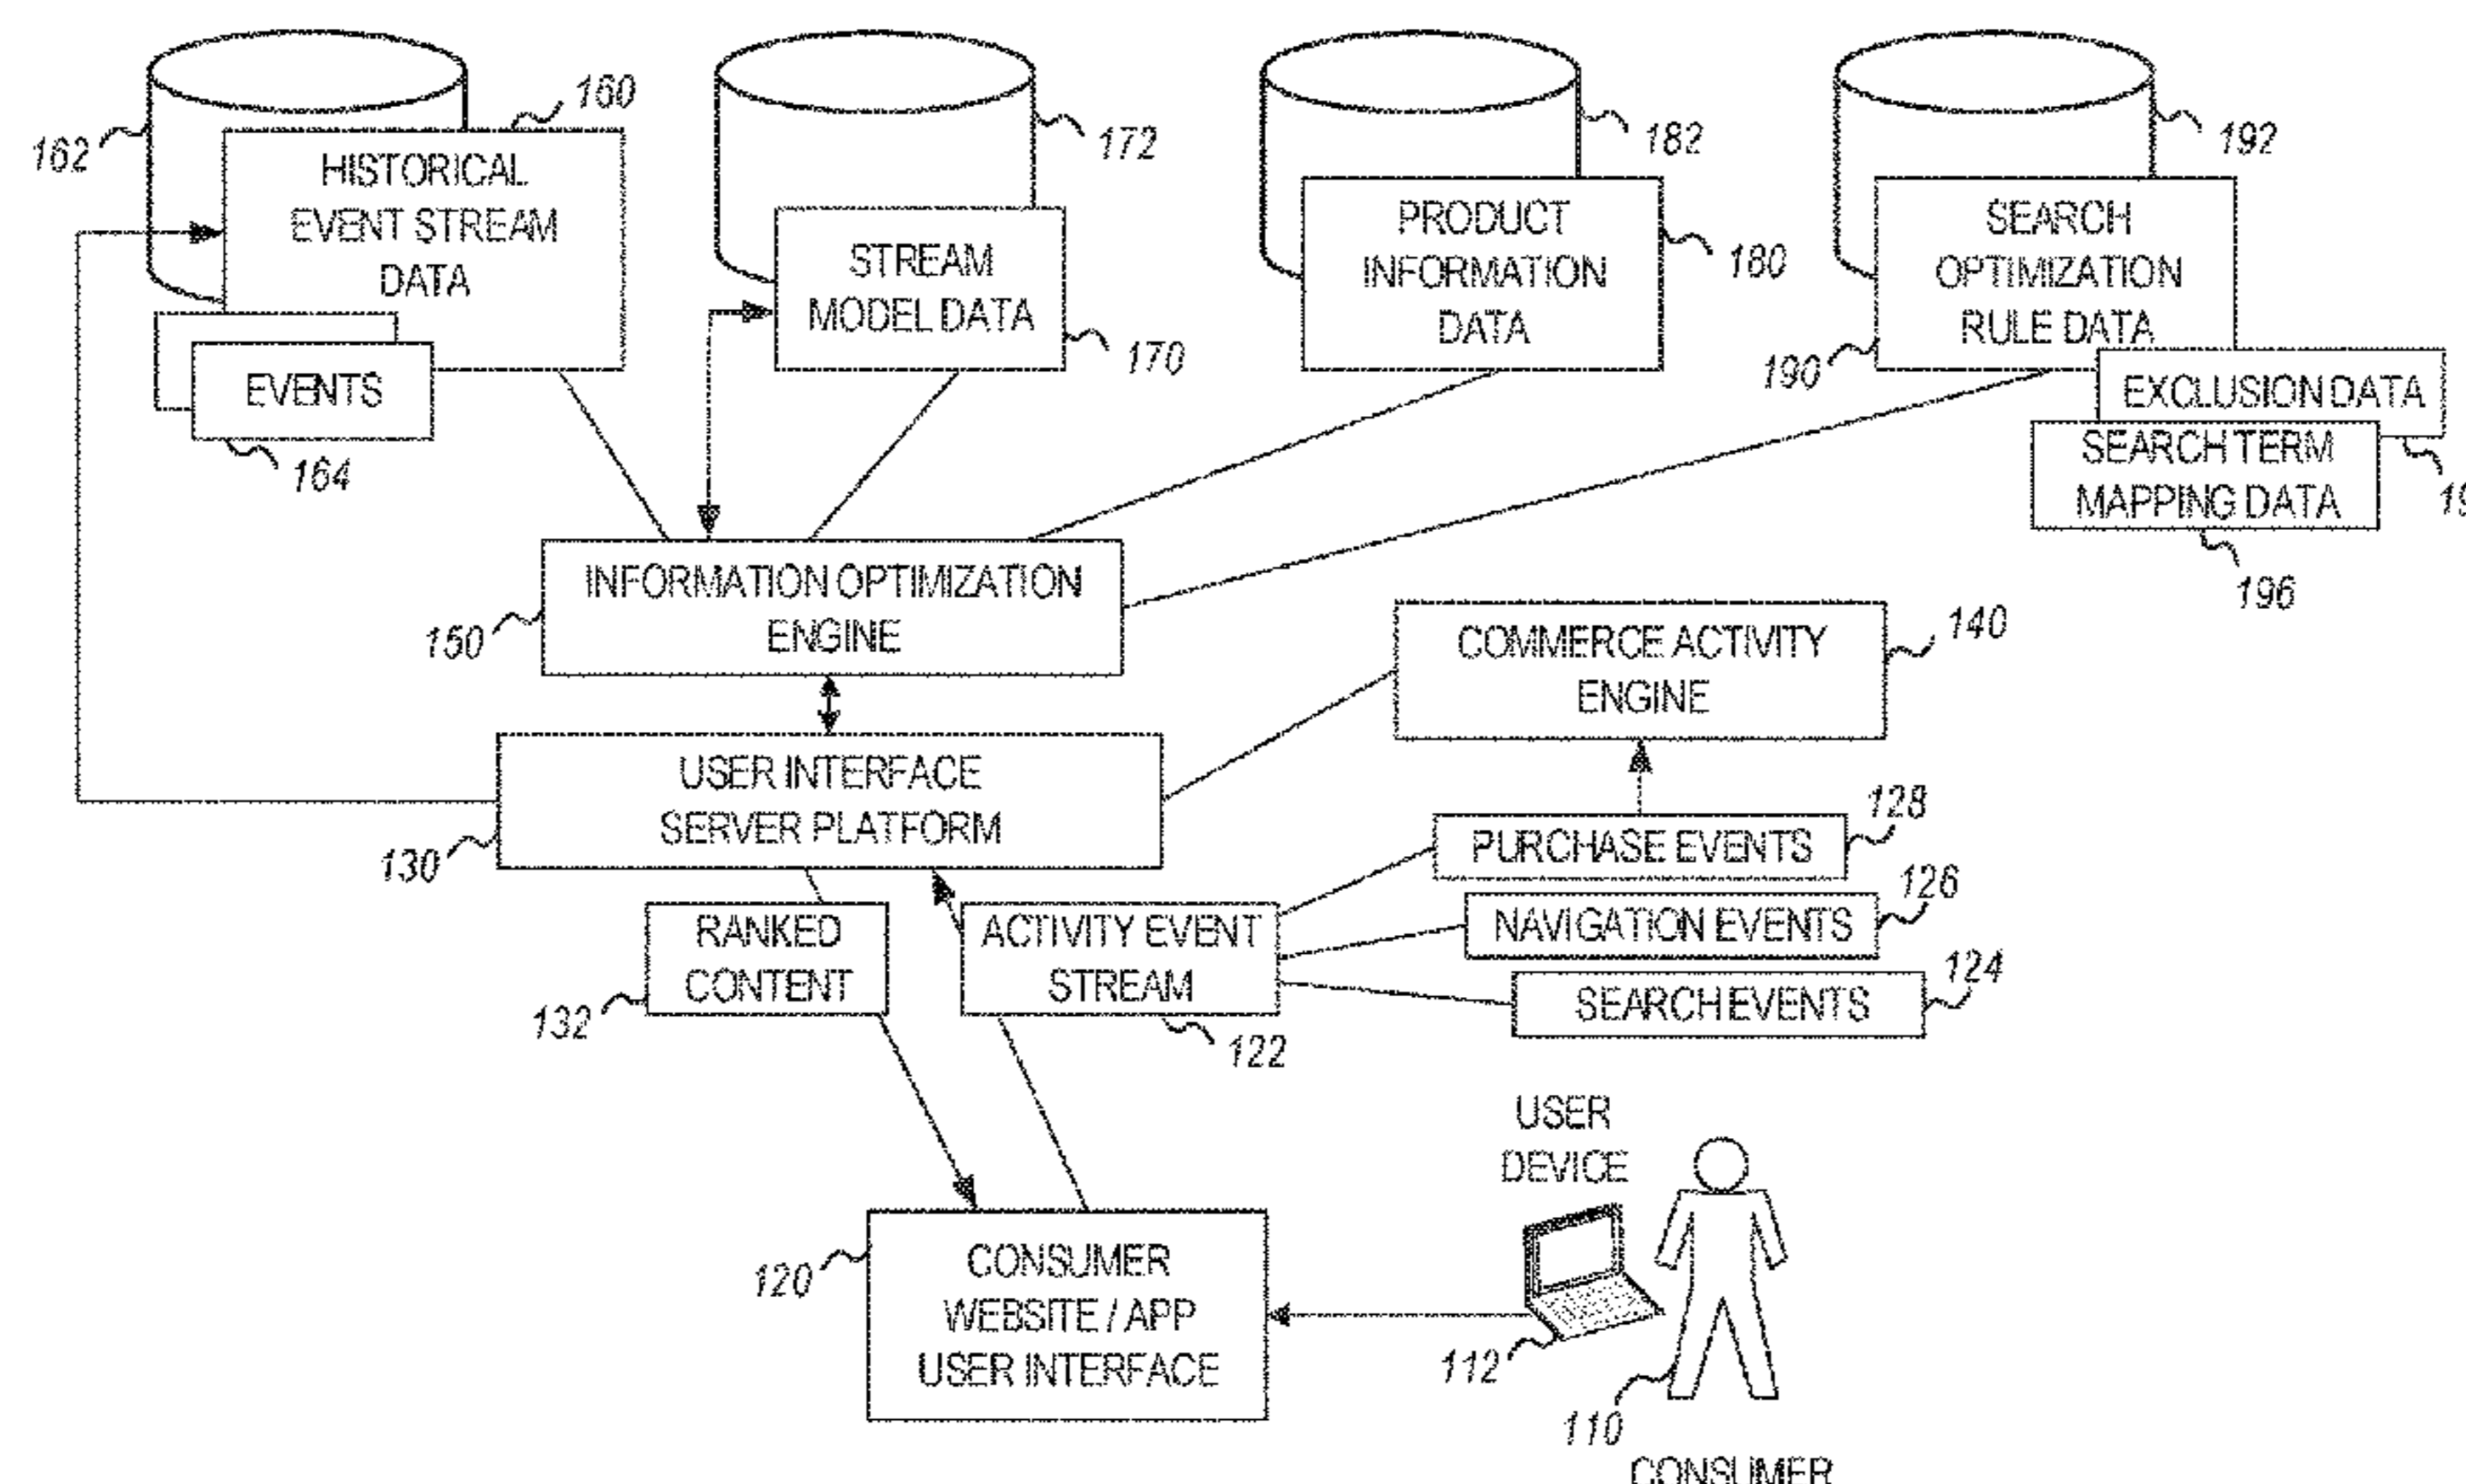 160
162
HISTORICAL
EVENT STREAM
DATA
EVENTS
164
172
STREAM
MODEL DATA
170
182
PRODUCT
INFORMATION
DATA
180
192
SEARCH
OPTIMIZATION
RULE DATA
190
EXCLUSION DATA
SEARCH TERM
MAPPING DATA
196
INFORMATION OPTIMIZATION
ENGINE
150
COMMERCE ACTIVITY
ENGINE
140
USER INTERFACE
SERVER PLATFORM
130
PURCHASE EVENTS
128
NAVIGATION EVENTS
126
SEARCH EVENTS
124
RANKED
CONTENT
132
ACTIVITY EVENT
STREAM
122
USER
DEVICE
CONSUMER
WEBSITE / APP
USER INTERFACE
120
112
110
CONSUMER